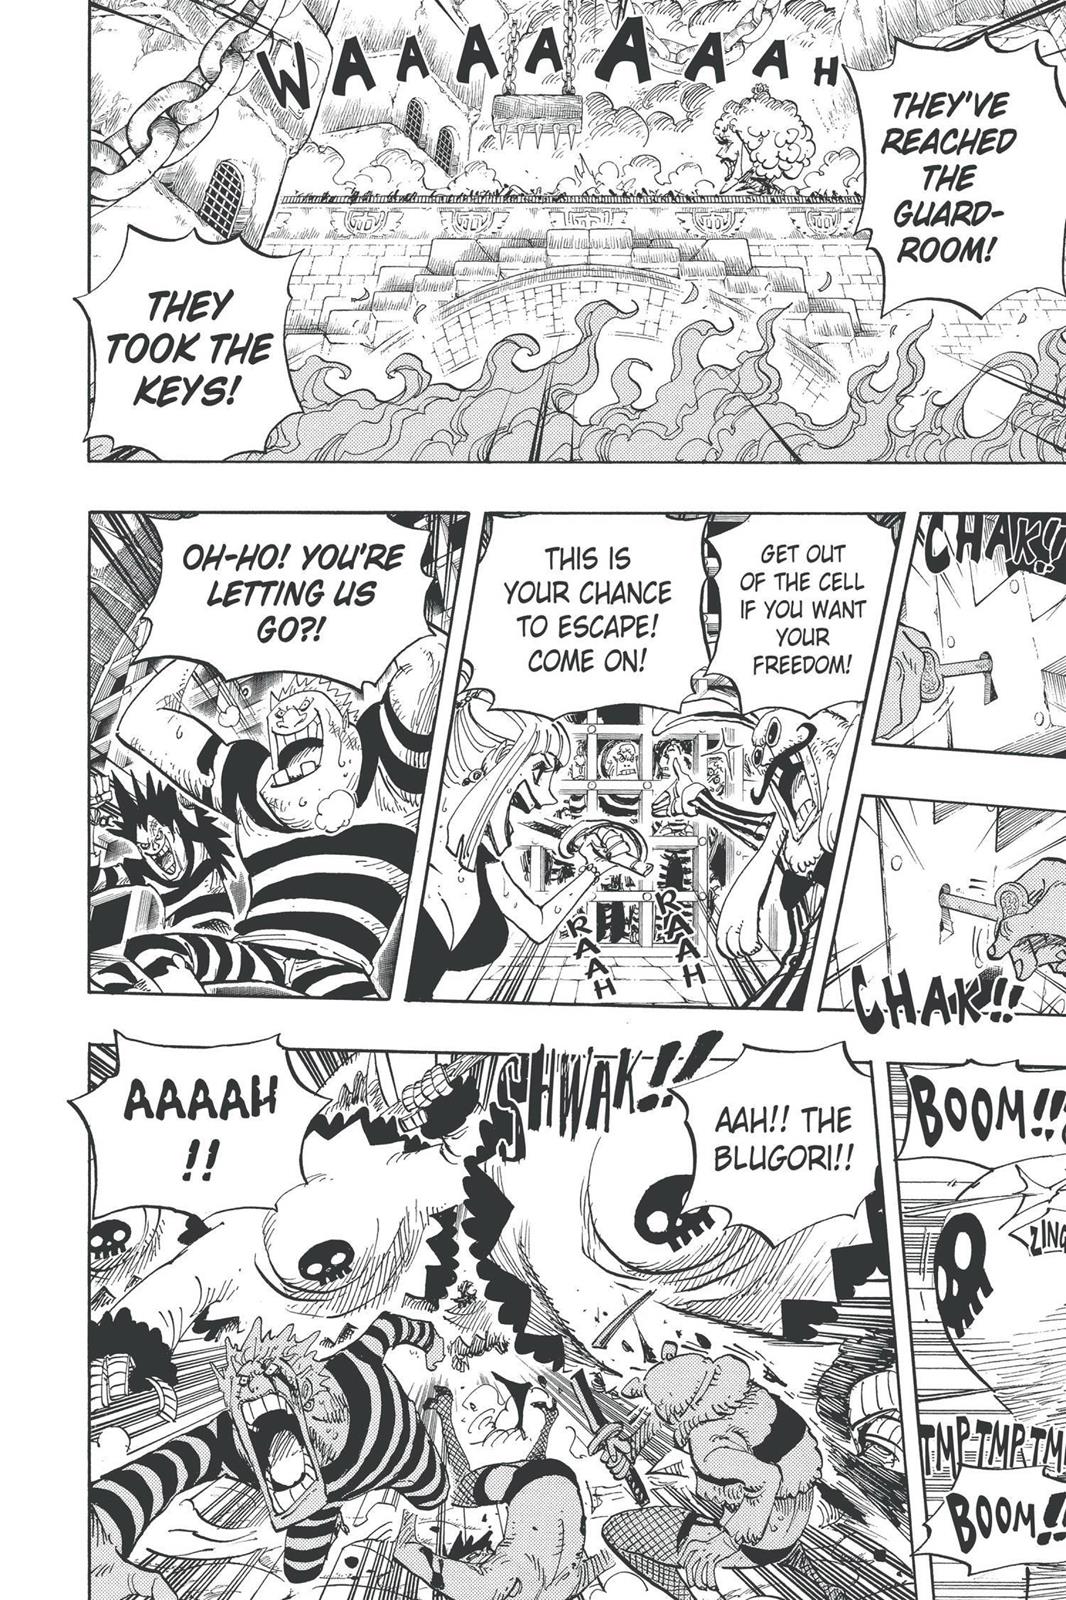 WAAAAAAAAH
THEY'VE
REACHED
THE
GUARD-
ROOM!
THEY
TOOK THE
KEYS!
CHAK!!
CHAK!!
GET OUT
OF THE CELL
IF YOU WANT
YOUR
FREEDOM!
THIS IS
YOUR CHANCE
TO ESCAPE!
COME ON!
RAAH
RAAH
OH-HO! YOU'RE
LETTING US
GO?!
BOOM!!
ZING
TMP TMP TMP
BOOM!!
AAH!! THE
BLUGORI!!
SHWAK!!
AAAAH
!!